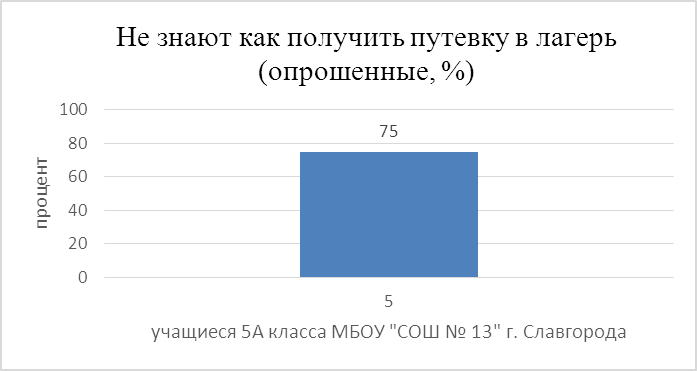 Не знают как получить путевку в лагерь
(опрошенные, %)
100
80
60
40
20
0
процент
75
5
учащиеся 5А класса МБОУ "СОШ № 13" г. Славгорода